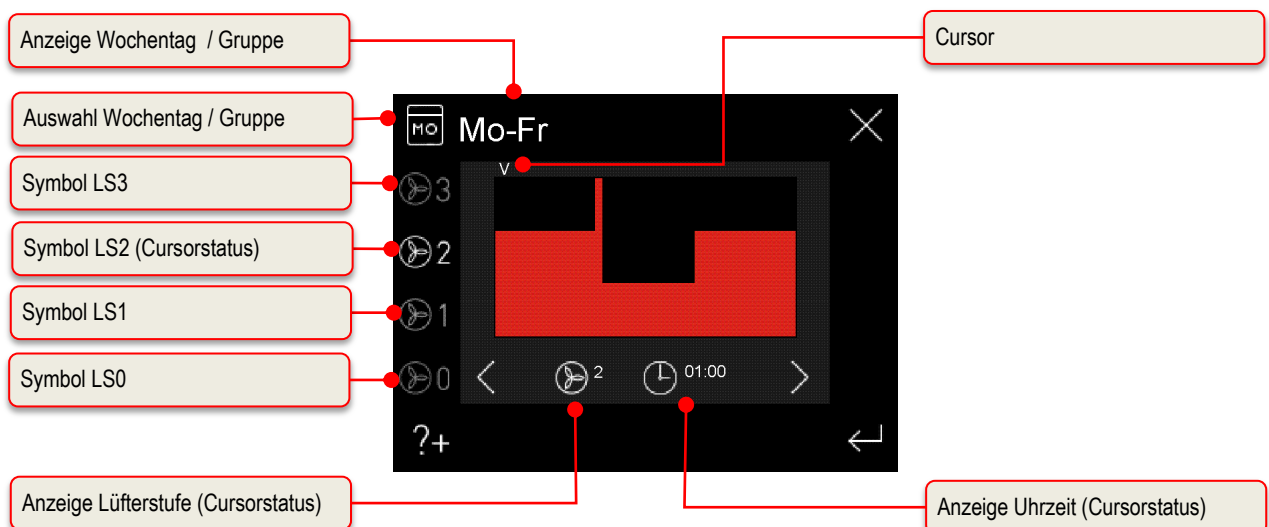 Anzeige Wochentag / Gruppe
Cursor
Auswahl Wochentag / Gruppe
MO
Mo-Fr
V
Symbol LS3
3
Symbol LS2 (Cursorstatus)
2
Symbol LS1
1
Symbol LS0
0
2
01:00
?+
Anzeige Lüfterstufe (Cursorstatus)
Anzeige Uhrzeit (Cursorstatus)